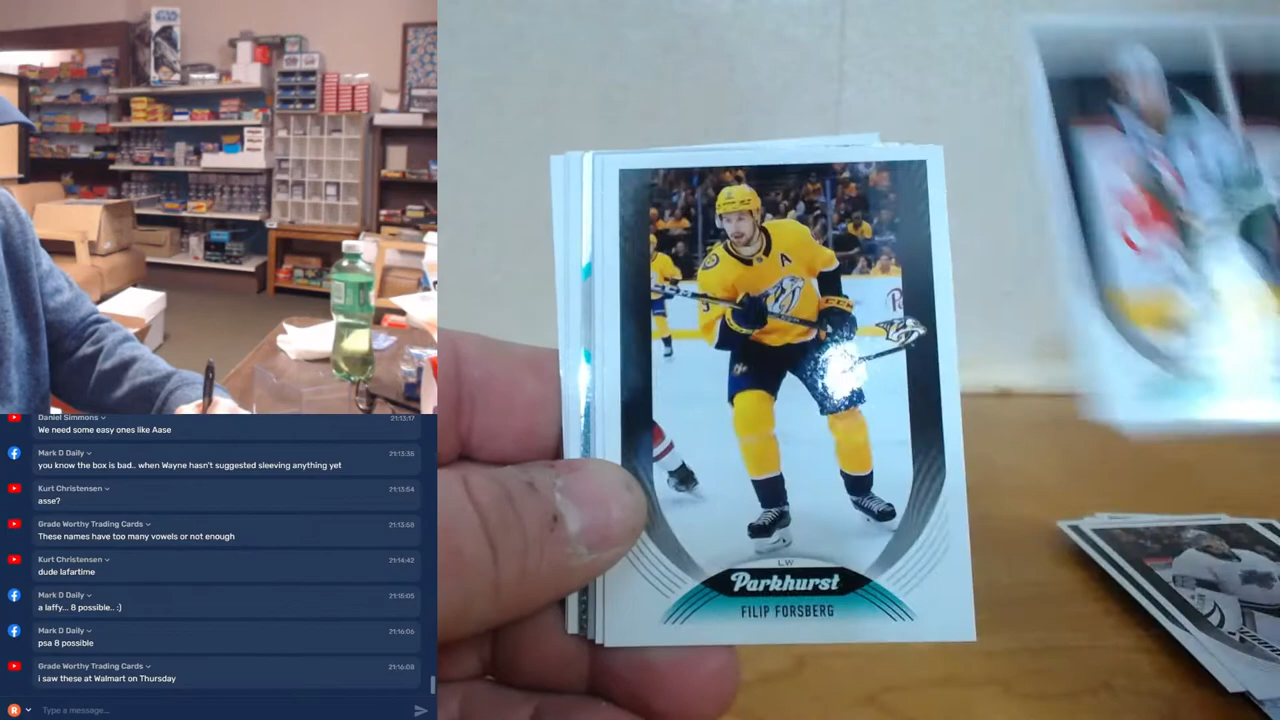 Daniel Simmons
21:13:17
We need some easy ones like Aase
Mark D Daily
21:13:35
you know the box is bad.. when Wayne hasn't suggested sleeving anything yet
Kurt Christensen
21:13:54
asse?
Grade Worthy Trading Cards
21:13:58
These names have too many vowels or not enough
Kurt Christensen
21:14:42
dude lafartime
Mark D Daily
21:15:05
a laffy... 8 possible.. :)
Mark D Daily
21:16:06
psa 8 possible
Grade Worthy Trading Cards
21:16:08
i saw these at Walmart on Thursday
R
Type a message...
A
CCM
LW
Parkhurst
FILIP FORSBERG